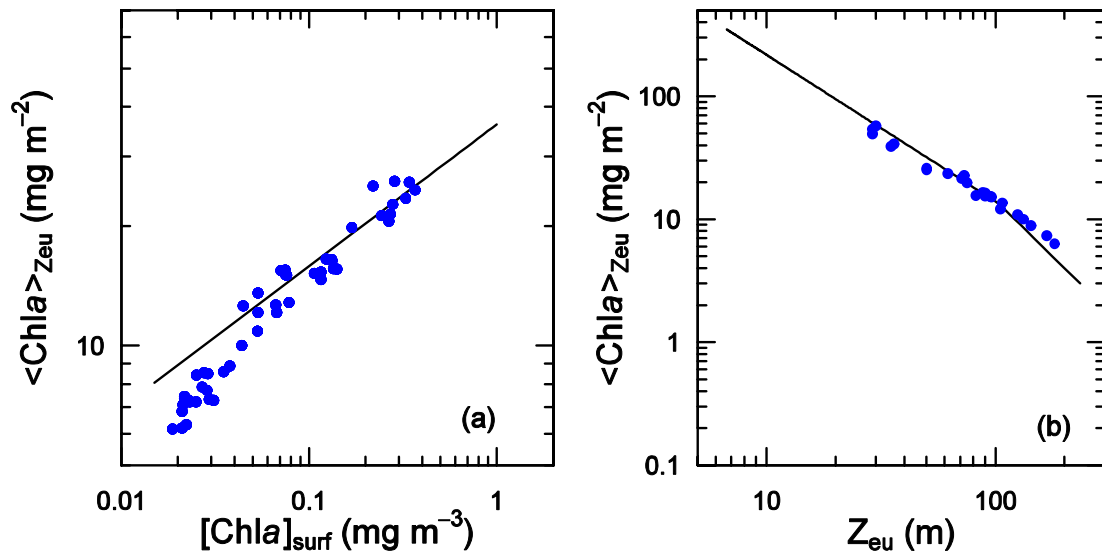 <Chla>Zeu (mg m⁻²)
10
0.01
0.1
1
[Chla]surf (mg m⁻³)
(a)
<Chla>Zeu (mg m⁻²)
100
10
1
0.1
10
100
Zeu (m)
(b)